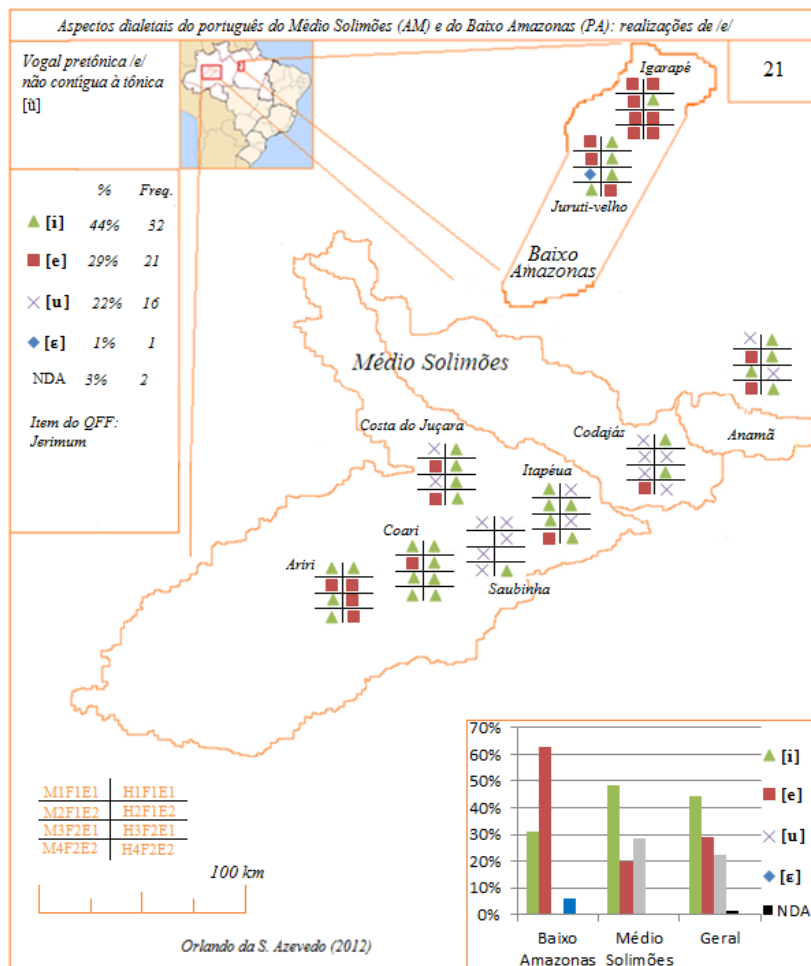 Aspectos dialetais do português do Médio Solimões (AM) e do Baixo Amazonas (PA): realizações de /e/
Vogal pretônica /e/
não contígua à tônica
[ù]
21
% Freq.
[i] 44% 32
[e] 29% 21
[u] 22% 16
[ε] 1% 1
NDA 3% 2
Item do QFF:
Jerimum
Igarapé
Juruti-velho
Baixo
Amazonas
Médio Solimões
Costa do Juçara
Codajás
Anamã
Itapéua
Coari
Ariri
Saubinha
M1F1E1 H1F1E1
M2F1E2 H2F1E2
M3F2E1 H3F2E1
M4F2E2 H4F2E2
100 km
Orlando da S. Azevedo (2012)
70%
60%
50%
40%
30%
20%
10%
0%
Baixo
Amazonas
Médio
Solimões
Geral
[i]
[e]
[u]
[ε]
NDA